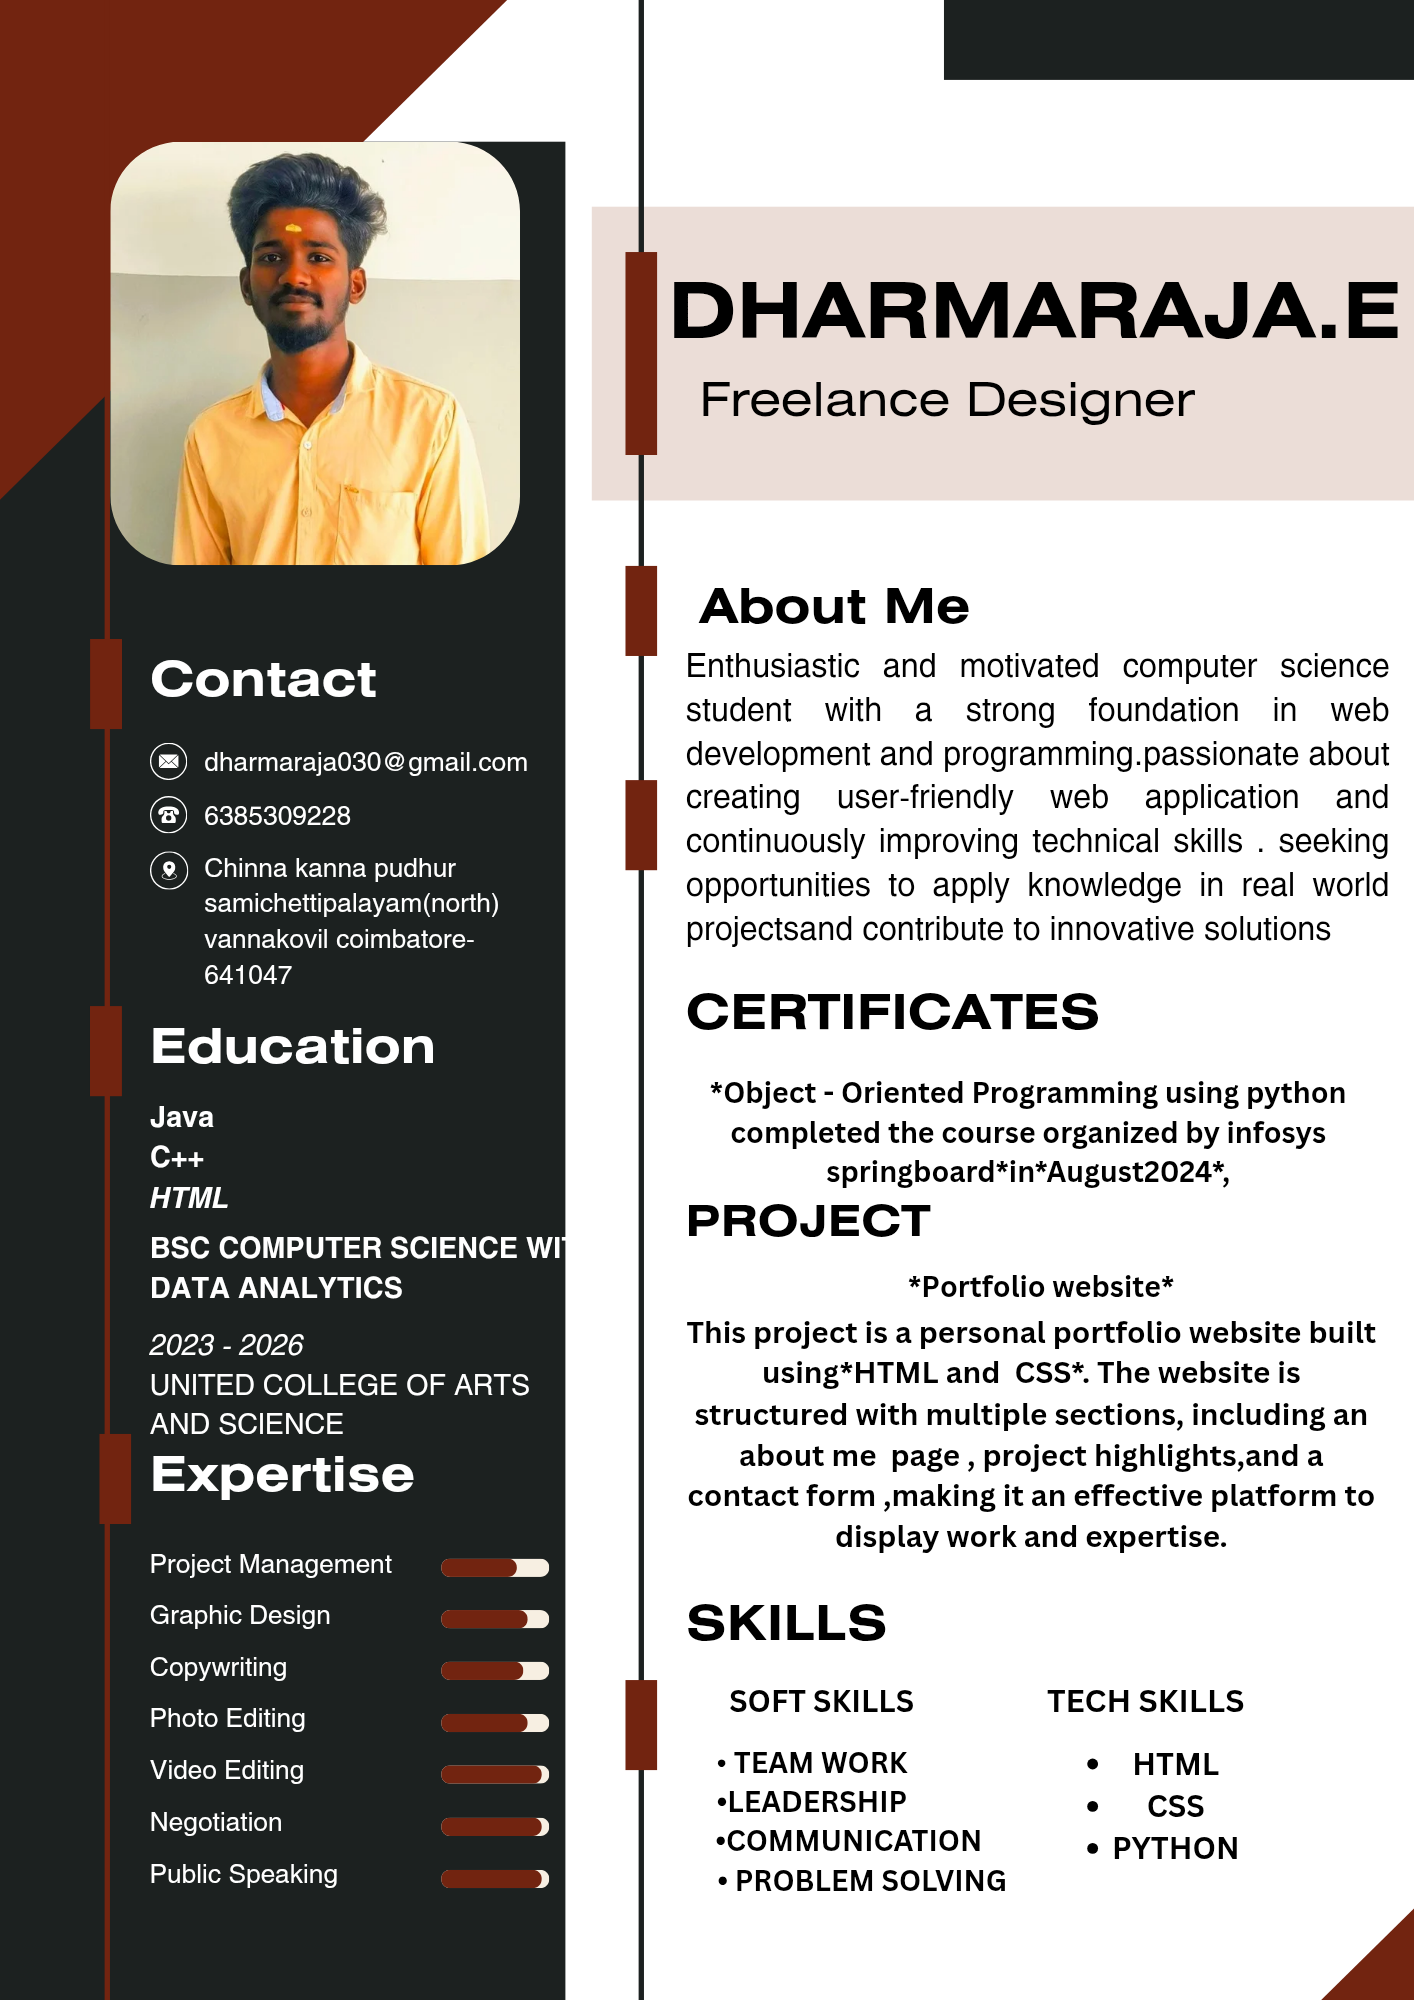 DHARMARAJA.E
Freelance Designer
Contact
dharmaraja030@gmail.com
6385309228
Chinna kanna pudhur
samichettipalayam(north)
vannakovil coimbatore-
641047
Education
Java
C++
HTML
BSC COMPUTER SCIENCE WI
DATA ANALYTICS
2023 - 2026
UNITED COLLEGE OF ARTS
AND SCIENCE
Expertise
Project Management
Graphic Design
Copywriting
Photo Editing
Video Editing
Negotiation
Public Speaking
About Me
Enthusiastic and motivated computer science
student with a strong foundation in web
development and programming.passionate about
creating user-friendly web application and
continuously improving technical skills . seeking
opportunities to apply knowledge in real world
projectsand contribute to innovative solutions
CERTIFICATES
*Object - Oriented Programming using python
completed the course organized by infosys
springboard*in*August2024*,
PROJECT
*Portfolio website*
This project is a personal portfolio website built
using*HTML and  CSS*. The website is
structured with multiple sections, including an
about me  page , project highlights,and a
contact form ,making it an effective platform to
display work and expertise.
SKILLS
SOFT SKILLS
• TEAM WORK
•LEADERSHIP
•COMMUNICATION
• PROBLEM SOLVING
TECH SKILLS
• HTML
• CSS
• PYTHON